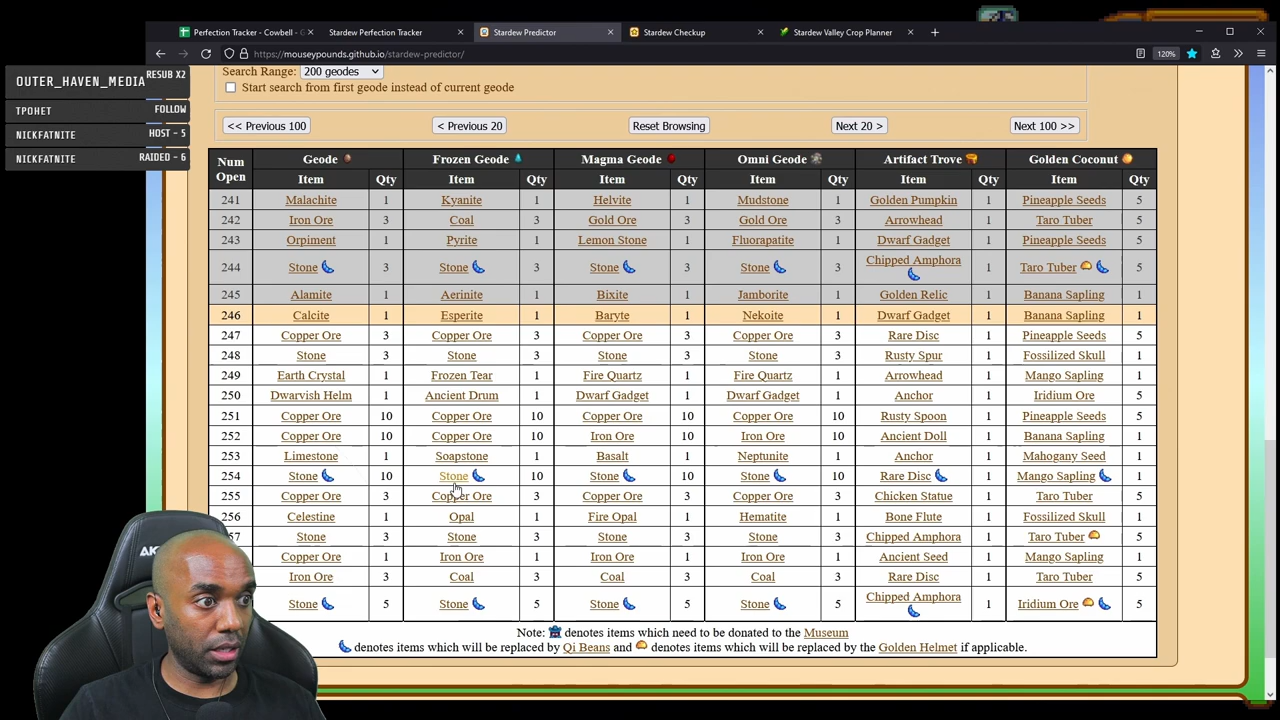 Perfection Tracker - Cowbell - G
Stardew Perfection Tracker
Stardew Predictor
Stardew Checkup
Stardew Valley Crop Planner
https://mouseypounds.github.io/stardew-predictor/
120%
OUTER_HAVEN_MEDIA RESUB X2
TPOHET FOLLOW
NICKFATNITE HOST - 5
NICKFATNITE RAIDED - 6
Search Range: 200 geodes
Start search from first geode instead of current geode
<< Previous 100 < Previous 20 Reset Browsing Next 20 > Next 100 >>
Num Open Geode Frozen Geode Magma Geode Omni Geode Artifact Trove Golden Coconut
Item Qty Item Qty Item Qty Item Qty Item Qty Item Qty
241 Malachite 1 Kyanite 1 Helvite 1 Mudstone 1 Golden Pumpkin 1 Pineapple Seeds 5
242 Iron Ore 3 Coal 3 Gold Ore 3 Gold Ore 3 Arrowhead 1 Taro Tuber 5
243 Orpiment 1 Pyrite 1 Lemon Stone 1 Fluorapatite 1 Dwarf Gadget 1 Pineapple Seeds 5
244 Stone 3 Stone 3 Stone 3 Stone 3 Chipped Amphora 1 Taro Tuber 5
245 Alamite 1 Aerinite 1 Bixite 1 Jamborite 1 Golden Relic 1 Banana Sapling 1
246 Calcite 1 Esperite 1 Baryte 1 Nekoite 1 Dwarf Gadget 1 Banana Sapling 1
247 Copper Ore 3 Copper Ore 3 Copper Ore 3 Copper Ore 3 Rare Disc 1 Pineapple Seeds 5
248 Stone 3 Stone 3 Stone 3 Stone 3 Rusty Spur 1 Fossilized Skull 1
249 Earth Crystal 1 Frozen Tear 1 Fire Quartz 1 Fire Quartz 1 Arrowhead 1 Mango Sapling 1
250 Dwarvish Helm 1 Ancient Drum 1 Dwarf Gadget 1 Dwarf Gadget 1 Anchor 1 Iridium Ore 5
251 Copper Ore 10 Copper Ore 10 Copper Ore 10 Copper Ore 10 Rusty Spoon 1 Pineapple Seeds 5
252 Copper Ore 10 Copper Ore 10 Iron Ore 10 Iron Ore 10 Ancient Doll 1 Banana Sapling 1
253 Limestone 1 Soapstone 1 Basalt 1 Neptunite 1 Anchor 1 Mahogany Seed 1
254 Stone 10 Stone 10 Stone 10 Stone 10 Rare Disc 1 Mango Sapling 1
255 Copper Ore 3 Copper Ore 3 Copper Ore 3 Copper Ore 3 Chicken Statue 1 Taro Tuber 5
256 Celestine 1 Opal 1 Fire Opal 1 Hematite 1 Bone Flute 1 Fossilized Skull 1
57 Stone 3 Stone 3 Stone 3 Stone 3 Chipped Amphora 1 Taro Tuber 5
Copper Ore 1 Iron Ore 1 Iron Ore 1 Iron Ore 1 Ancient Seed 1 Mango Sapling 1
Iron Ore 3 Coal 3 Coal 3 Coal 3 Rare Disc 1 Taro Tuber 5
Stone 5 Stone 5 Stone 5 Stone 5 Chipped Amphora 1 Iridium Ore 5
Note: denotes items which need to be donated to the Museum
denotes items which will be replaced by Qi Beans and denotes items which will be replaced by the Golden Helmet if applicable.